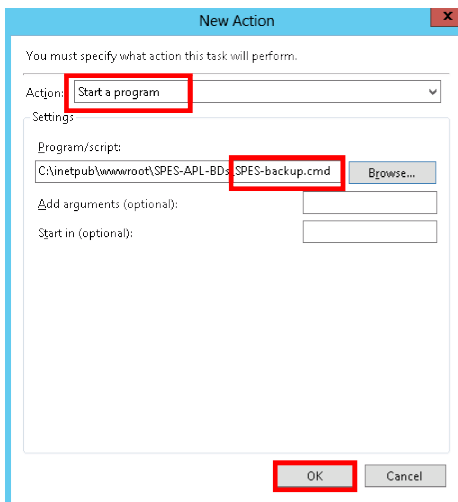 New Action
x
You must specify what action this task will perform.
Action: Start a program
Settings
Program/script:
C:\inetpub\wwwroot\SPES-APL-BDs\SPES-backup.cmd Browse...
Add arguments (optional):
Start in (optional):
OK Cancel